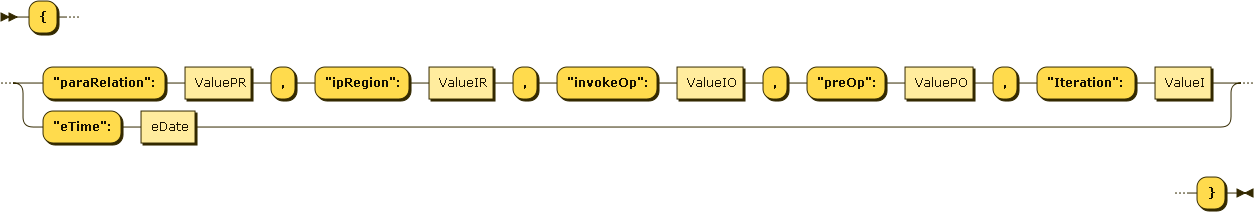 {
"paraRelation": ValuePR , "ipRegion": ValueIR , "invokeOp": ValueIO , "preOp": ValuePO , "Iteration": ValueI
"eTime": eDate
}